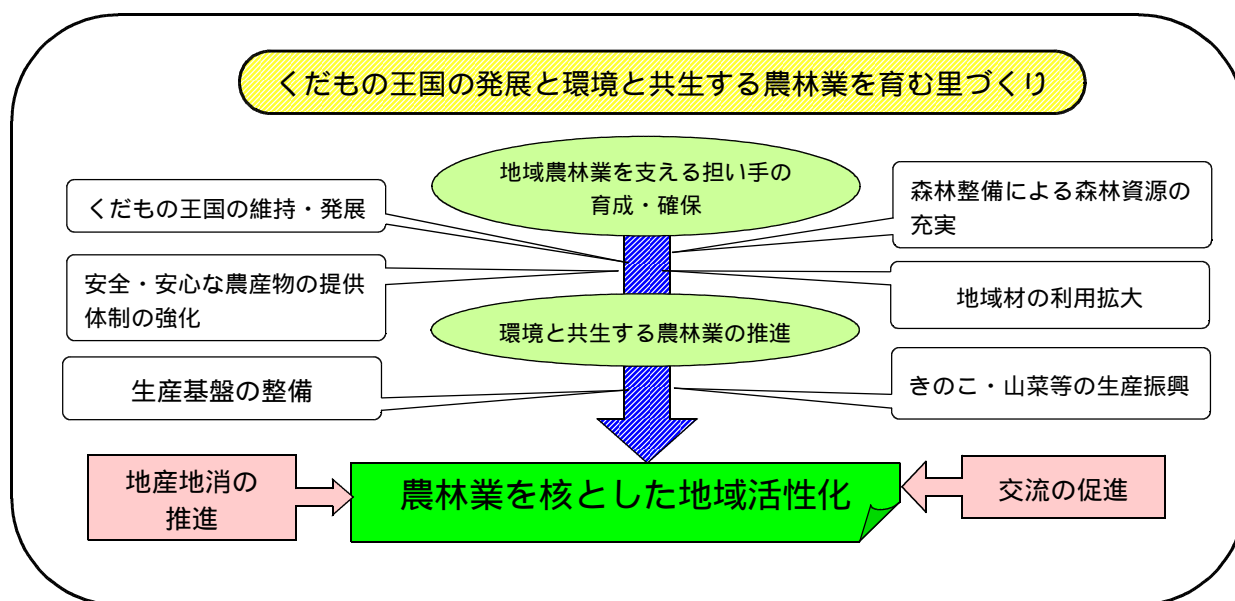 くだもの王国の発展と環境と共生する農林業を育む里づくり
地域農林業を支える担い手の
育成・確保
くだもの王国の維持・発展
森林整備による森林資源の
充実
安全・安心な農産物の提供
体制の強化
地域材の利用拡大
環境と共生する農林業の推進
生産基盤の整備
きのこ・山菜等の生産振興
地産地消の
推進
農林業を核とした地域活性化
交流の促進